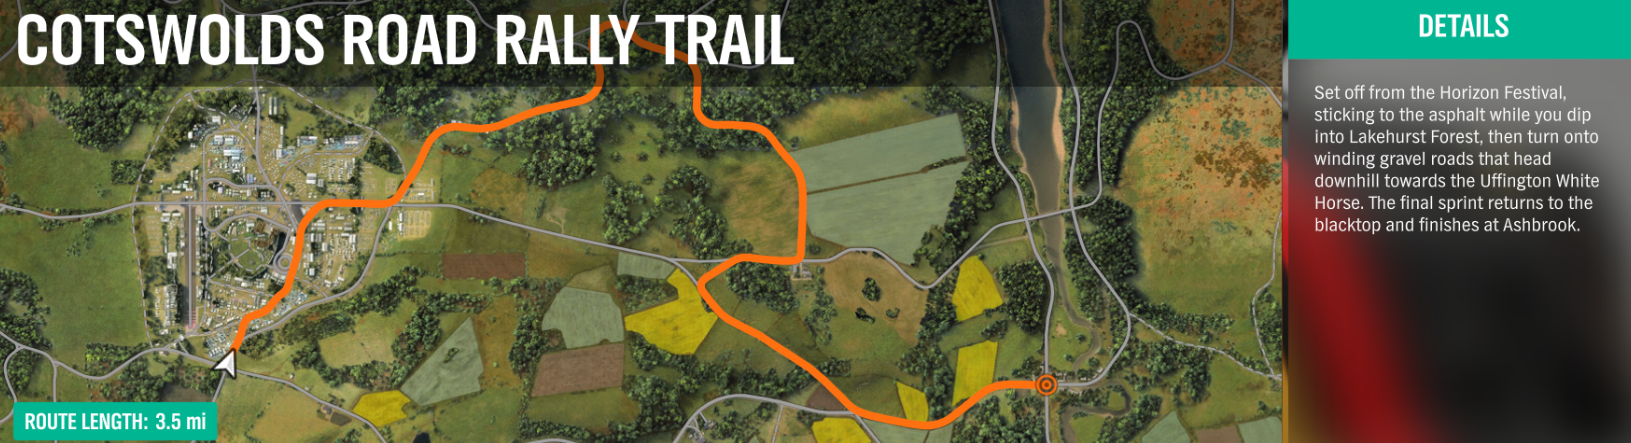 COTSWOLDS ROAD RALLY TRAIL
ROUTE LENGTH: 3.5 mi
DETAILS
Set off from the Horizon Festival,
sticking to the asphalt while you dip
into Lakehurst Forest, then turn onto
winding gravel roads that head
downhill towards the Uffington White
Horse. The final sprint returns to the
blacktop and finishes at Ashbrook.